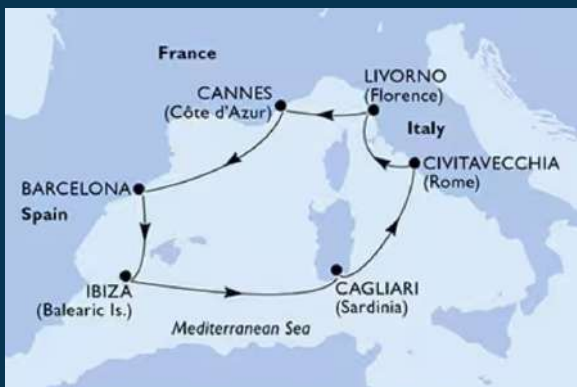 France
LIVORNO
(Florence)
CANNES
(Côte d'Azur)
Italy
CIVITAVECCHIA
(Rome)
BARCELONA
Spain
IBIZA
(Balearic Is.)
CAGLIARI
(Sardinia)
Mediterranean Sea